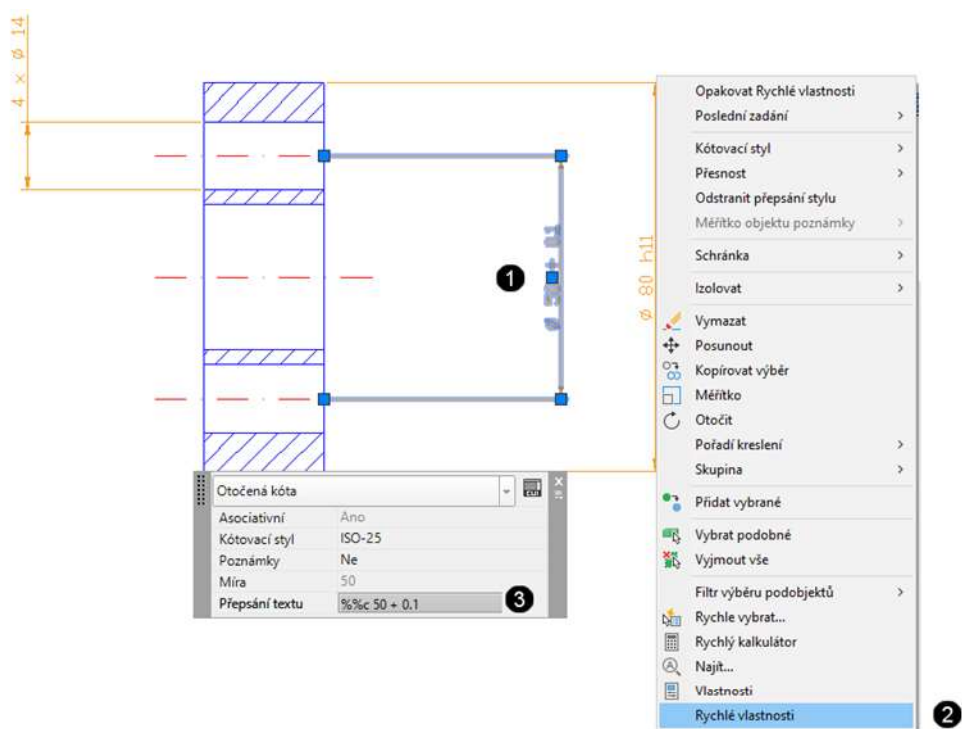 4 × ø 14
1
ø 80 h11
Opakovat Rychlé vlastnosti
Poslední zadání
Kótovací styl
Přesnost
Odstranit přepsání stylu
Měřítko objektu poznámky
Schránka
Izolovat
Vymazat
Posunout
Kopírovat výběr
Měřítko
Otočit
Pořadí kreslení
Skupina
Přidat vybrané
Vybrat podobné
Vyjmout vše
Filtr výběru podobjektů
Rychle vybrat...
Rychlý kalkulátor
Najít...
Vlastnosti
Rychlé vlastnosti
2
Otočená kóta
CUI
Asociativní Ano
Kótovací styl ISO-25
Poznámky Ne
Míra 50
Přepsání textu %%c 50 + 0.1
3